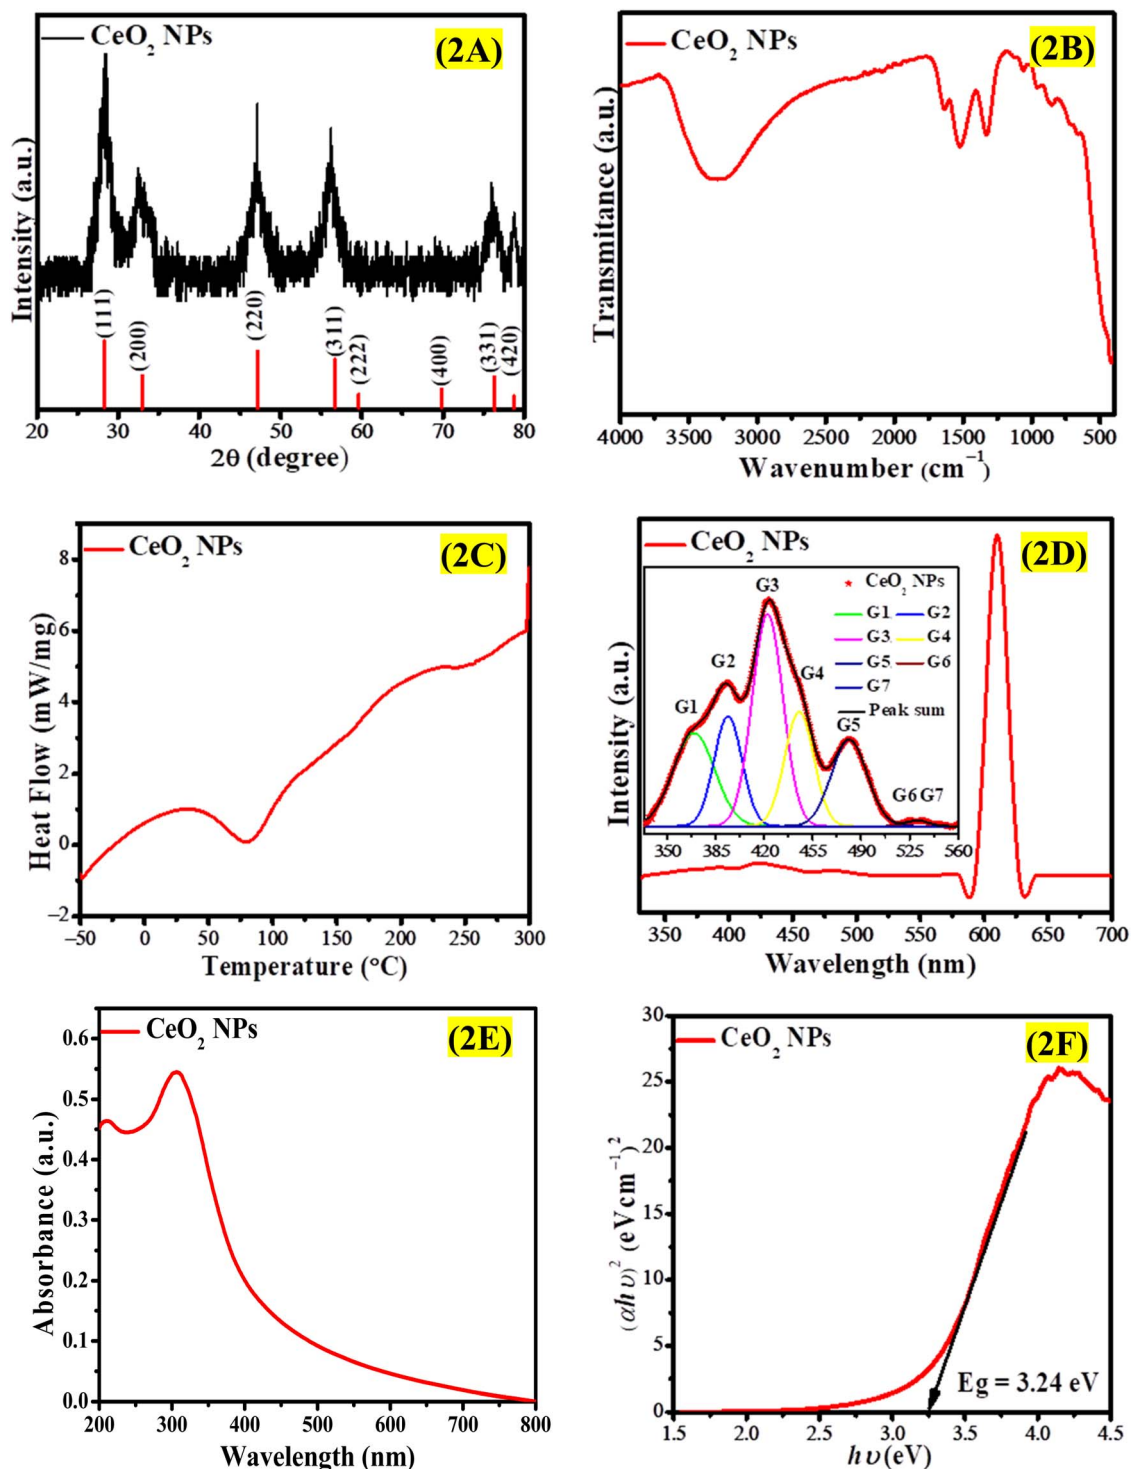 CeO2 NPs
(2A)
Intensity (a.u.)
(111)
(200)
(220)
(311)
(222)
(400)
(331)
(420)
20 30 40 50 60 70 80
2θ (degree)
CeO2 NPs
(2B)
Transmitance (a.u.)
4000 3500 3000 2500 2000 1500 1000 500
Wavenumber (cm−1)
CeO2 NPs
(2C)
Heat Flow (mW/mg)
8
6
4
2
0
−2
−50 0 50 100 150 200 250 300
Temperature (°C)
CeO2 NPs
(2D)
Intensity (a.u.)
CeO2 NPs
G1 G2
G3 G4
G5 G6
G7
Peak sum
G1
G2
G3
G4
G5
G6 G7
350 385 420 455 490 525 560
350 400 450 500 550 600 650 700
Wavelength (nm)
CeO2 NPs
(2E)
Absorbance (a.u.)
0.6
0.5
0.4
0.3
0.2
0.1
0.0
200 300 400 500 600 700 800
Wavelength (nm)
CeO2 NPs
(2F)
(αhυ)2 (eVcm−1)2
30
25
20
15
10
5
0
Eg = 3.24 eV
1.5 2.0 2.5 3.0 3.5 4.0 4.5
hυ(eV)